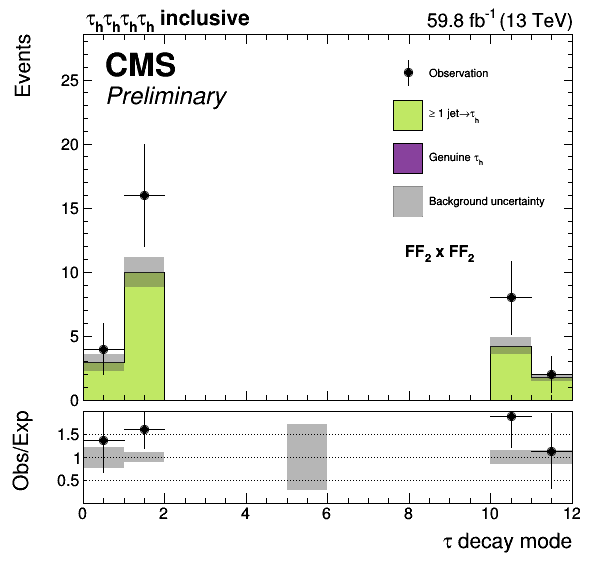 τhτhτhτh inclusive
59.8 fb-1 (13 TeV)
Events
CMS
Preliminary
Observation
≥ 1 jet→τh
Genuine τh
Background uncertainty
FF2 x FF2
25
20
15
10
5
0
Obs/Exp
1.5
1
0.5
0 2 4 6 8 10 12
τ decay mode